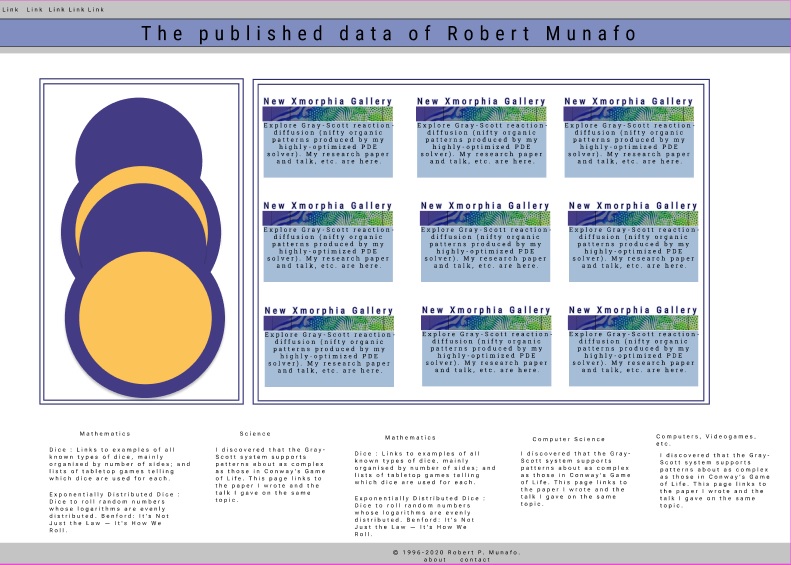 Link Link Link Link Link
The published data of Robert Munafo
New Xmorphia Gallery
Explore Gray-Scott reaction-
diffusion (nifty organic
patterns produced by my
highly-optimized PDE
solver). My research paper
and talk, etc. are here.
New Xmorphia Gallery
Explore Gray-Scott reaction-
diffusion (nifty organic
patterns produced by my
highly-optimized PDE
solver). My research paper
and talk, etc. are here.
New Xmorphia Gallery
Explore Gray-Scott reaction-
diffusion (nifty organic
patterns produced by my
highly-optimized PDE
solver). My research paper
and talk, etc. are here.
New Xmorphia Gallery
Explore Gray-Scott reaction-
diffusion (nifty organic
patterns produced by my
highly-optimized PDE
solver). My research paper
and talk, etc. are here.
New Xmorphia Gallery
Explore Gray-Scott reaction-
diffusion (nifty organic
patterns produced by my
highly-optimized PDE
solver). My research paper
and talk, etc. are here.
New Xmorphia Gallery
Explore Gray-Scott reaction-
diffusion (nifty organic
patterns produced by my
highly-optimized PDE
solver). My research paper
and talk, etc. are here.
New Xmorphia Gallery
Explore Gray-Scott reaction-
diffusion (nifty organic
patterns produced by my
highly-optimized PDE
solver). My research paper
and talk, etc. are here.
New Xmorphia Gallery
Explore Gray-Scott reaction-
diffusion (nifty organic
patterns produced by my
highly-optimized PDE
solver). My research paper
and talk, etc. are here.
New Xmorphia Gallery
Explore Gray-Scott reaction-
diffusion (nifty organic
patterns produced by my
highly-optimized PDE
solver). My research paper
and talk, etc. are here.
Mathematics
Dice : Links to examples of all
known types of dice, mainly
organised by number of sides; and
lists of tabletop games telling
which dice are used for each.
Exponentially Distributed Dice :
Dice to roll random numbers
whose logarithms are evenly
distributed. Benford: It's Not
Just the Law — It's How We
Roll.
Science
I discovered that the Gray-
Scott system supports
patterns about as complex
as those in Conway's Game
of Life. This page links to
the paper I wrote and the
talk I gave on the same
topic.
Mathematics
Dice : Links to examples of all
known types of dice, mainly
organised by number of sides; and
lists of tabletop games telling
which dice are used for each.
Exponentially Distributed Dice :
Dice to roll random numbers
whose logarithms are evenly
distributed. Benford: It's Not
Just the Law — It's How We
Roll.
Computer Science
I discovered that the Gray-
Scott system supports
patterns about as complex
as those in Conway's Game
of Life. This page links to
the paper I wrote and the
talk I gave on the same
topic.
Computers, Videogames,
etc.
I discovered that the Gray-
Scott system supports
patterns about as complex
as those in Conway's Game
of Life. This page links to
the paper I wrote and the
talk I gave on the same
topic.
© 1996-2020 Robert P. Munafo.
about contact